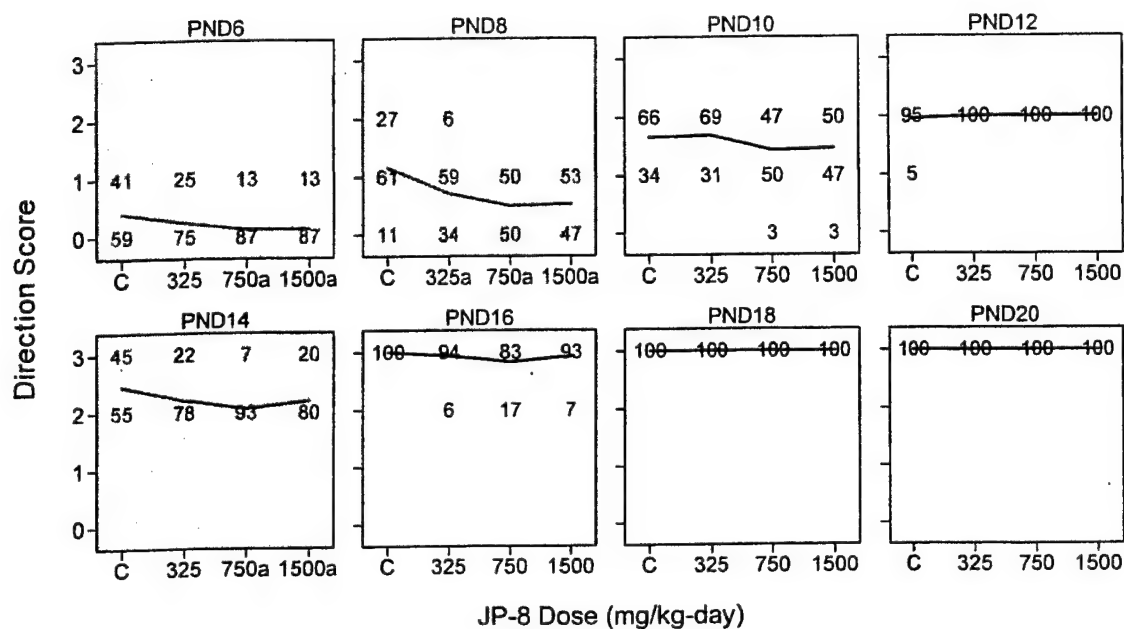 PND6 PND8 PND10 PND12
3
27 6 66 69 47 50 95 100 100 100
2
41 25 13 13 61 59 50 53 34 31 50 47 5
1
59 75 87 87 11 34 50 47 3 3
0
C 325 750a 1500a C 325a 750a 1500a C 325 750 1500 C 325 750 1500
Direction Score
PND14 PND16 PND18 PND20
3 45 22 7 20 100 94 83 93 100 100 100 100 100 100 100 100
2 55 78 93 80 6 17 7
1
0
C 325 750a 1500a C 325 750 1500 C 325 750 1500 C 325 750 1500
JP-8 Dose (mg/kg-day)